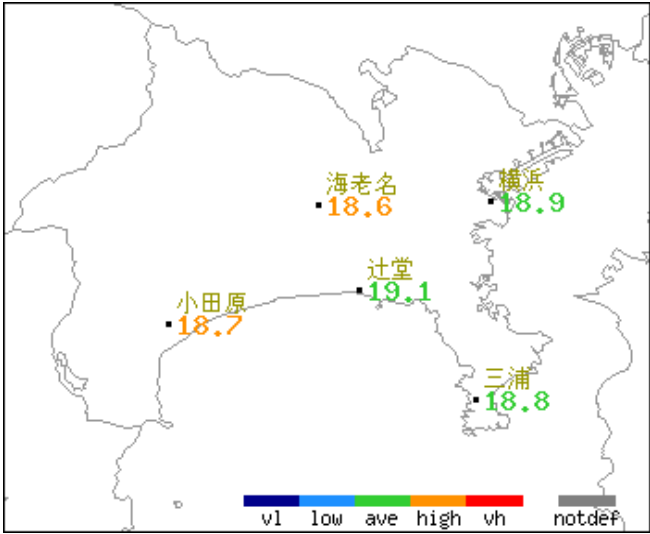 海老名
18.6
横浜
18.9
辻堂
19.1
小田原
18.7
三浦
18.8
vl low ave high vh notdef